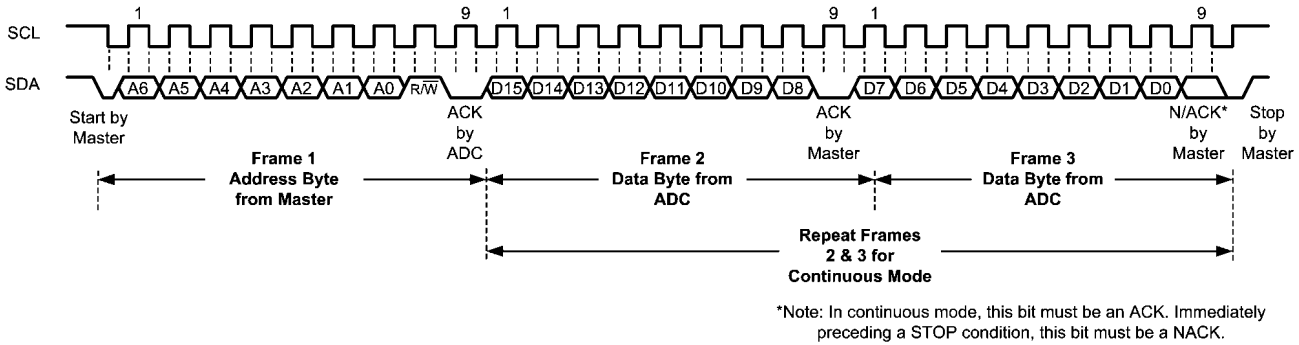 1 9 1 9 1 9
SCL
SDA A6 A5 A4 A3 A2 A1 A0 R/W̅ D15 D14 D13 D12 D11 D10 D9 D8 D7 D6 D5 D4 D3 D2 D1 D0
Start by
Master
ACK
by
ADC
ACK
by
Master
N/ACK*
by
Master
Stop
by
Master
Frame 1
Address Byte
from Master
Frame 2
Data Byte from
ADC
Frame 3
Data Byte from
ADC
Repeat Frames
2 & 3 for
Continuous Mode
*Note: In continuous mode, this bit must be an ACK. Immediately
preceding a STOP condition, this bit must be a NACK.